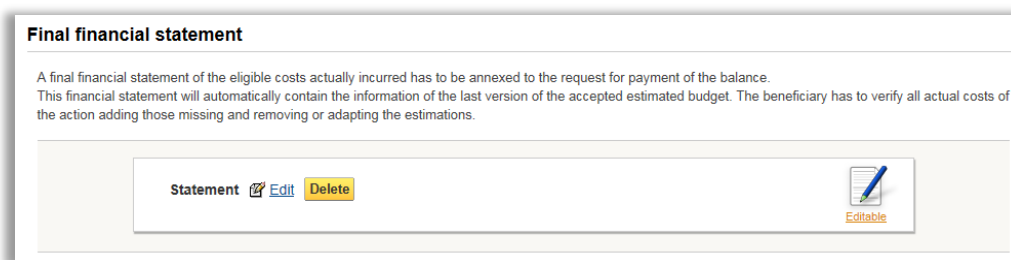 Final financial statement
A final financial statement of the eligible costs actually incurred has to be annexed to the request for payment of the balance.
This financial statement will automatically contain the information of the last version of the accepted estimated budget. The beneficiary has to verify all actual costs of
the action adding those missing and removing or adapting the estimations.
Statement Edit Delete
Editable